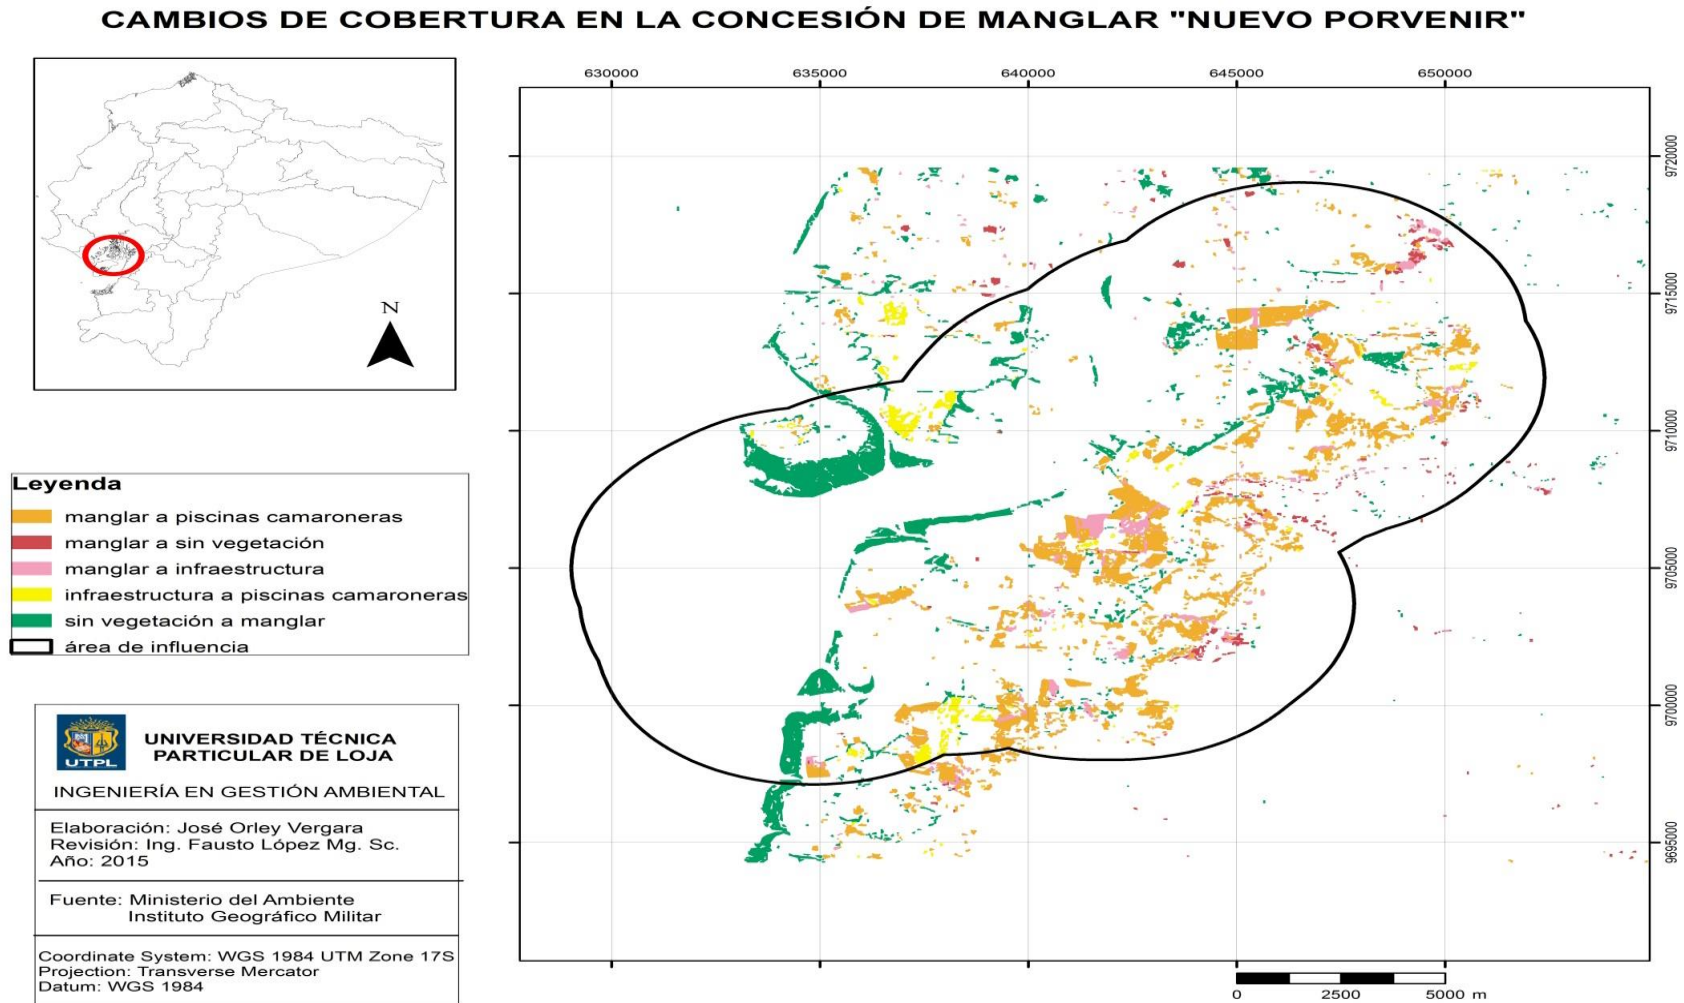 CAMBIOS DE COBERTURA EN LA CONCESIÓN DE MANGLAR "NUEVO PORVENIR"
630000 635000 640000 645000 650000
9720000
9715000
9710000
9705000
9700000
9695000
N
Leyenda
manglar a piscinas camaroneras
manglar a sin vegetación
manglar a infraestructura
infraestructura a piscinas camaroneras
sin vegetación a manglar
área de influencia
UTPL
UNIVERSIDAD TÉCNICA
PARTICULAR DE LOJA
INGENIERÍA EN GESTIÓN AMBIENTAL
Elaboración: José Orley Vergara
Revisión: Ing. Fausto López Mg. Sc.
Año: 2015
Fuente: Ministerio del Ambiente
Instituto Geográfico Militar
Coordinate System: WGS 1984 UTM Zone 17S
Projection: Transverse Mercator
Datum: WGS 1984
0 2500 5000 m